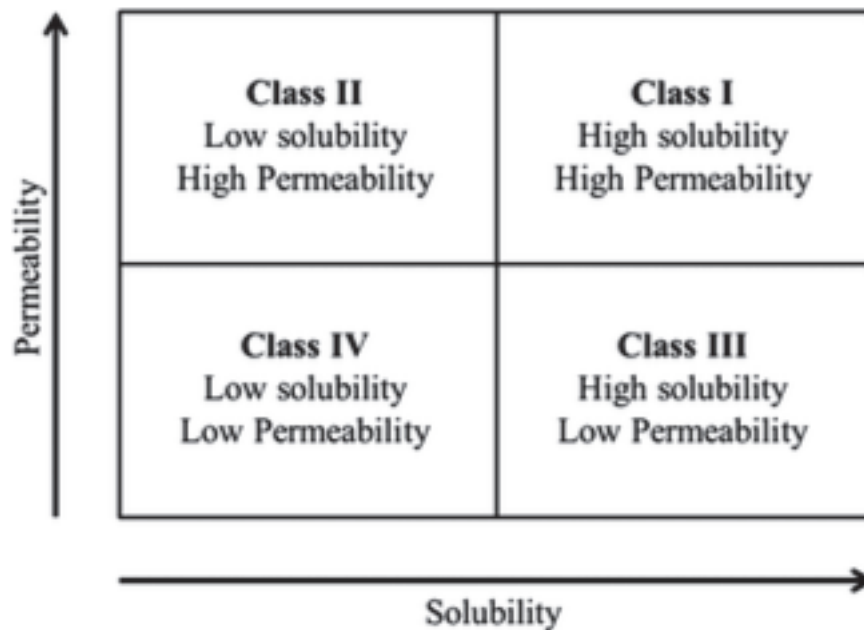 Permeability
Class II
Low solubility
High Permeability
Class I
High solubility
High Permeability
Class IV
Low solubility
Low Permeability
Class III
High solubility
Low Permeability
Solubility